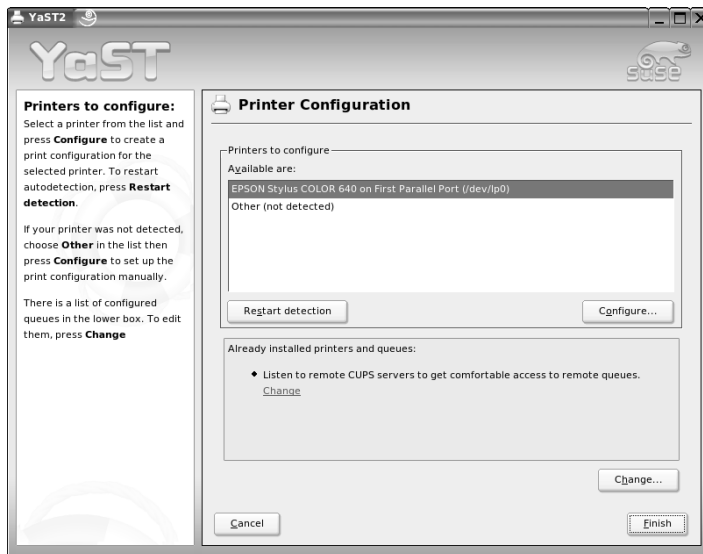 YaST2
YaST
suse
Printers to configure:
Select a printer from the list and
press Configure to create a
print configuration for the
selected printer. To restart
autodetection, press Restart
detection.
If your printer was not detected,
choose Other in the list then
press Configure to set up the
print configuration manually.
There is a list of configured
queues in the lower box. To edit
them, press Change
Printer Configuration
Printers to configure
Available are:
EPSON Stylus COLOR 640 on First Parallel Port (/dev/lp0)
Other (not detected)
Restart detection
Configure...
Already installed printers and queues:
Listen to remote CUPS servers to get comfortable access to remote queues.
Change
Change...
Cancel
Finish